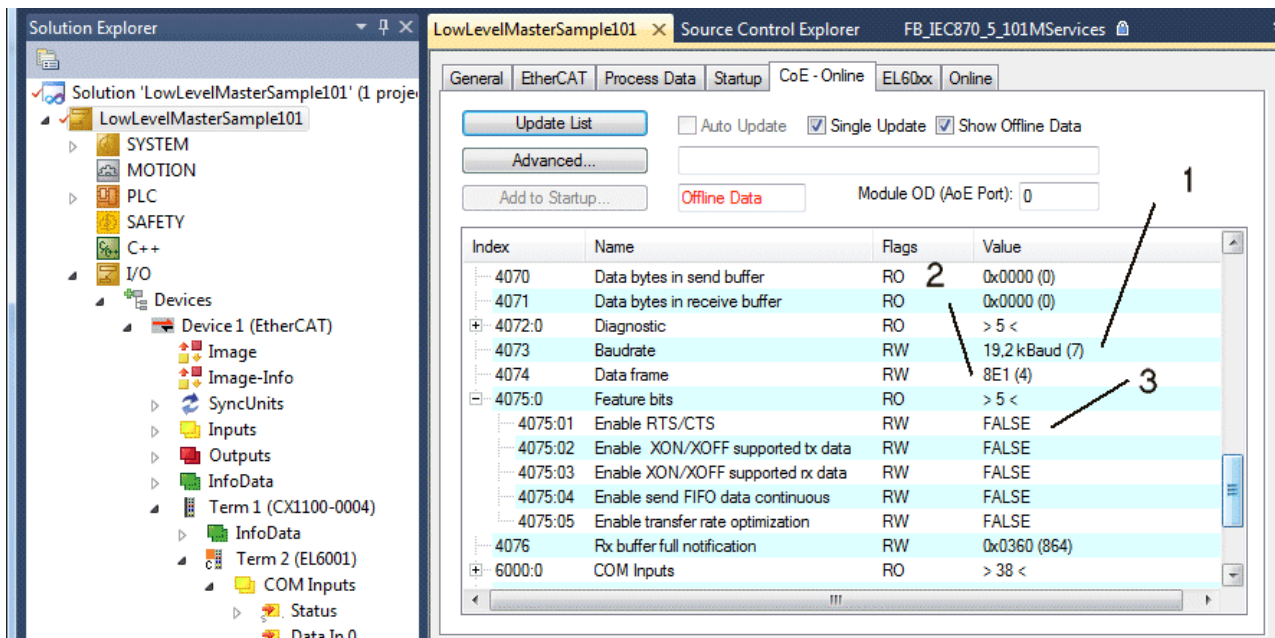 Solution Explorer
Solution 'LowLevelMasterSample101' (1 proje
LowLevelMasterSample101
SYSTEM
MOTION
PLC
SAFETY
C++
I/O
Devices
Device 1 (EtherCAT)
Image
Image-Info
SyncUnits
Inputs
Outputs
InfoData
Term 1 (CX1100-0004)
InfoData
Term 2 (EL6001)
COM Inputs
Status
Data In 0
LowLevelMasterSample101 Source Control Explorer FB_IEC870_5_101MServices
General EtherCAT Process Data Startup CoE - Online EL60xx Online
Update List Auto Update Single Update Show Offline Data
Advanced...
Add to Startup... Offline Data Module OD (AoE Port): 0
1
Index Name Flags Value
4070 Data bytes in send buffer RO 0x0000 (0)
2
4071 Data bytes in receive buffer RO 0x0000 (0)
4072:0 Diagnostic RO > 5 <
4073 Baudrate RW 19,2 kBaud (7)
4074 Data frame RW 8E1 (4)
3
4075:0 Feature bits RO > 5 <
4075:01 Enable RTS/CTS RW FALSE
4075:02 Enable XON/XOFF supported tx data RW FALSE
4075:03 Enable XON/XOFF supported rx data RW FALSE
4075:04 Enable send FIFO data continuous RW FALSE
4075:05 Enable transfer rate optimization RW FALSE
4076 Rx buffer full notification RW 0x0360 (864)
6000:0 COM Inputs RO > 38 <